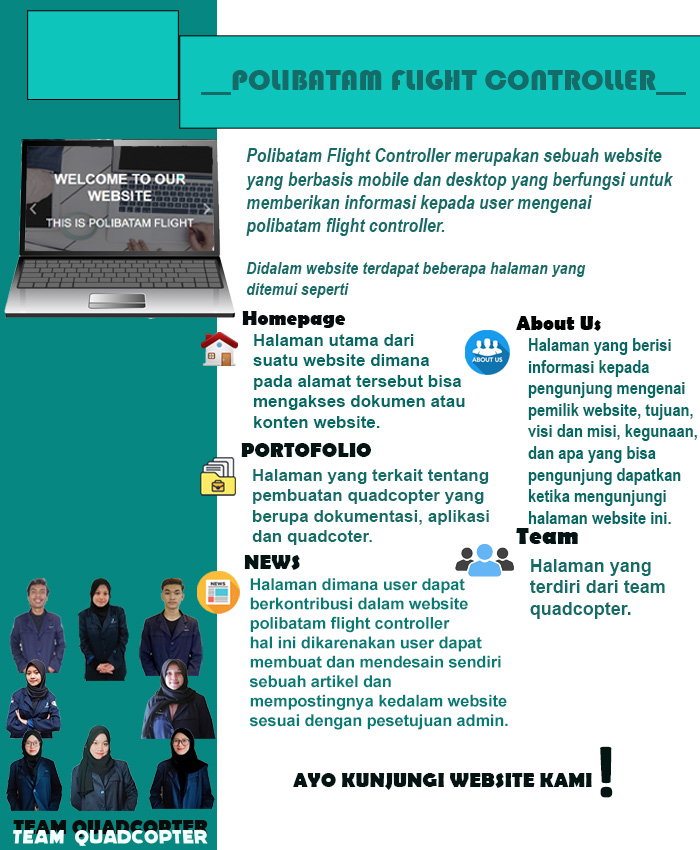 __POLIBATAM FLIGHT CONTROLLER__
WELCOME TO OUR
WEBSITE
THIS IS POLIBATAM FLIGHT
Polibatam Flight Controller merupakan sebuah website
yang berbasis mobile dan desktop yang berfungsi untuk
memberikan informasi kepada user mengenai
polibatam flight controller.
Didalam website terdapat beberapa halaman yang
ditemui seperti
Homepage
Halaman utama dari
suatu website dimana
pada alamat tersebut bisa
mengakses dokumen atau
konten website.
PORTOFOLIO
Halaman yang terkait tentang
pembuatan quadcopter yang
berupa dokumentasi, aplikasi
dan quadcoter.
NEWS
NEWS
Halaman dimana user dapat
berkontribusi dalam website
polibatam flight controller
hal ini dikarenakan user dapat
membuat dan mendesain sendiri
sebuah artikel dan
mempostingnya kedalam website
sesuai dengan pesetujuan admin.
About Us
ABOUT US
Halaman yang berisi
informasi kepada
pengunjung mengenai
pemilik website, tujuan,
visi dan misi, kegunaan,
dan apa yang bisa
pengunjung dapatkan
ketika mengunjungi
halaman website ini.
Team
Halaman yang
terdiri dari team
quadcopter.
AYO KUNJUNGI WEBSITE KAMI !
TEAM QUADCOPTER
TEAM QUADCOPTER